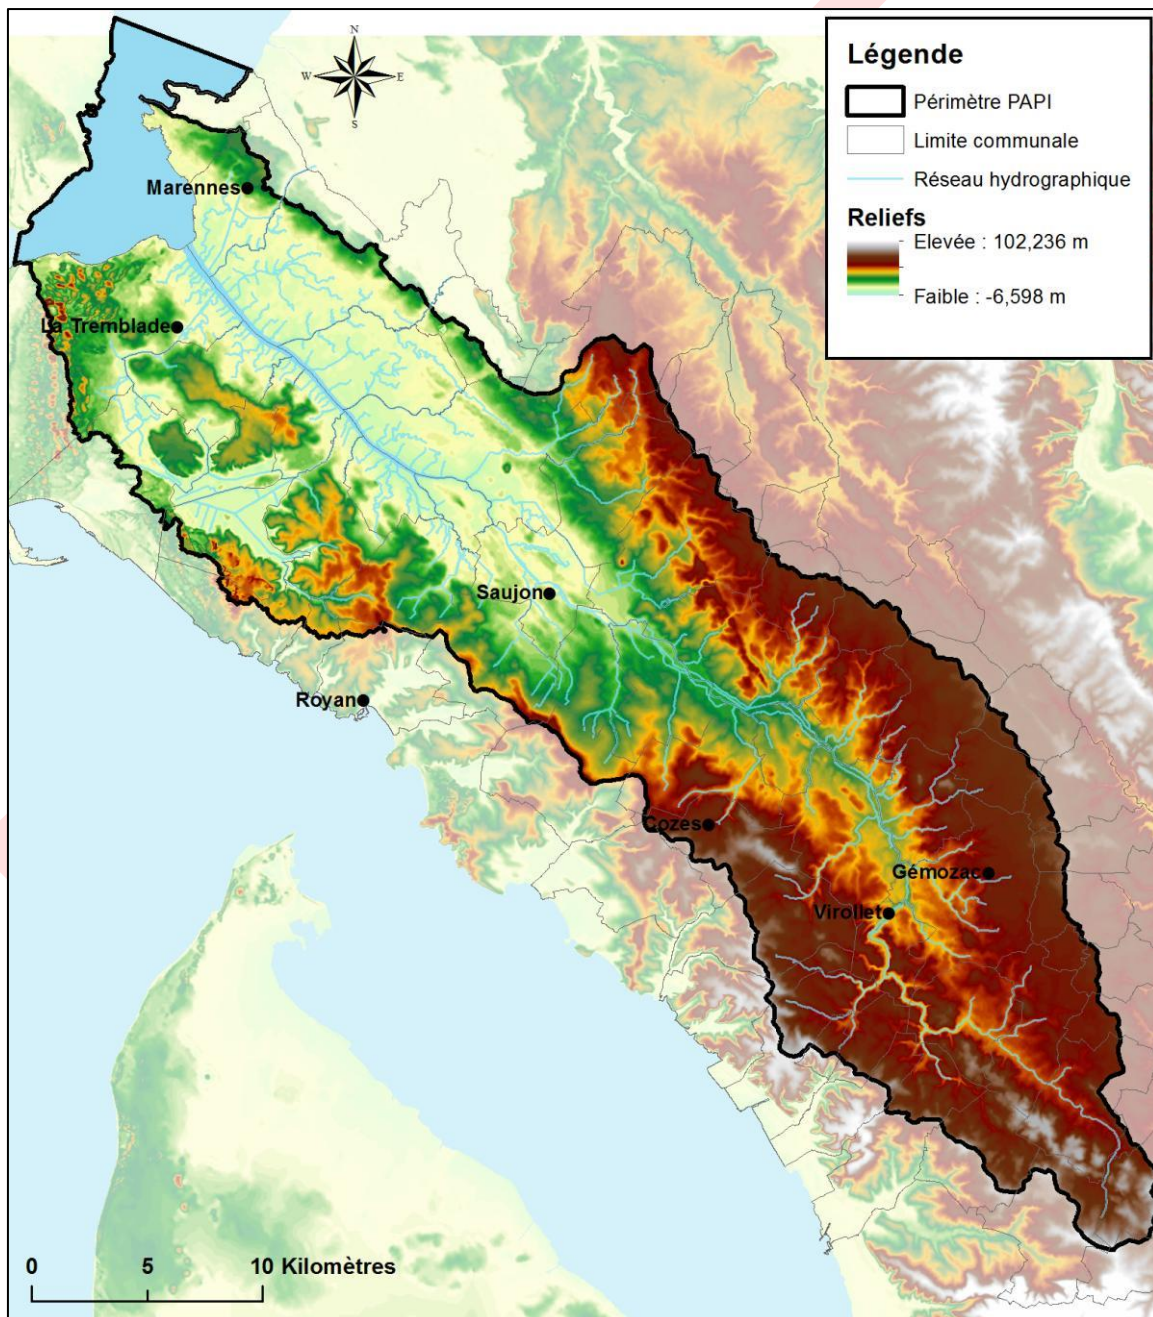 N
W E
S
Légende
Périmètre PAPI
Limite communale
Réseau hydrographique
Reliefs
Elevée : 102,236 m
Faible : -6,598 m
Marennes
La Tremblade
Saujon
Royan
Cozes
Gémozac
Virollet
0 5 10 Kilomètres